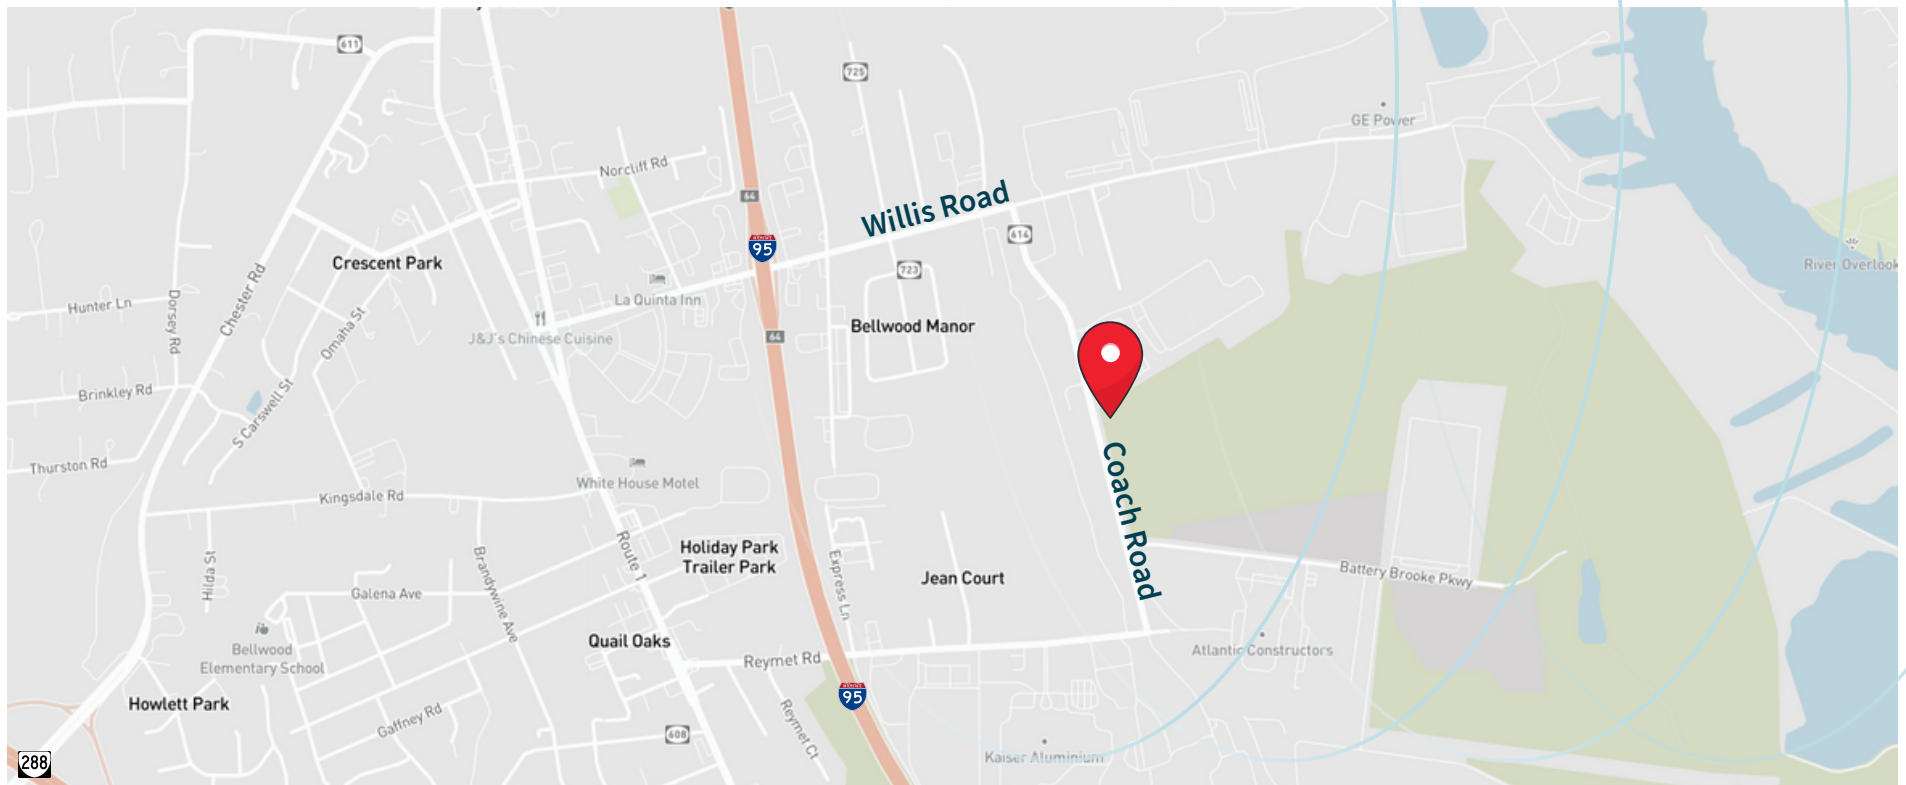 611
725
GE Power
Norcliff Rd
64
Willis Road
614
95
Crescent Park
River Overlook
723
La Quinta Inn
Hunter Ln
Dorsey Rd
Chester Rd
Omaha St
J&J's Chinese Cuisine
Bellwood Manor
64
Brinkley Rd
S Carswell St
Thurston Rd
Kingsdale Rd
White House Motel
Coach Road
Route 1
Holiday Park
Trailer Park
Express Ln
Jean Court
Battery Brooke Pkwy
Hilda St
Galena Ave
Brandywine Ave
Bellwood
Elementary School
Quail Oaks
Reymet Rd
Atlantic Constructors
95
Howlett Park
Gaffney Rd
Reymet Ct
608
Kaiser Aluminium
288